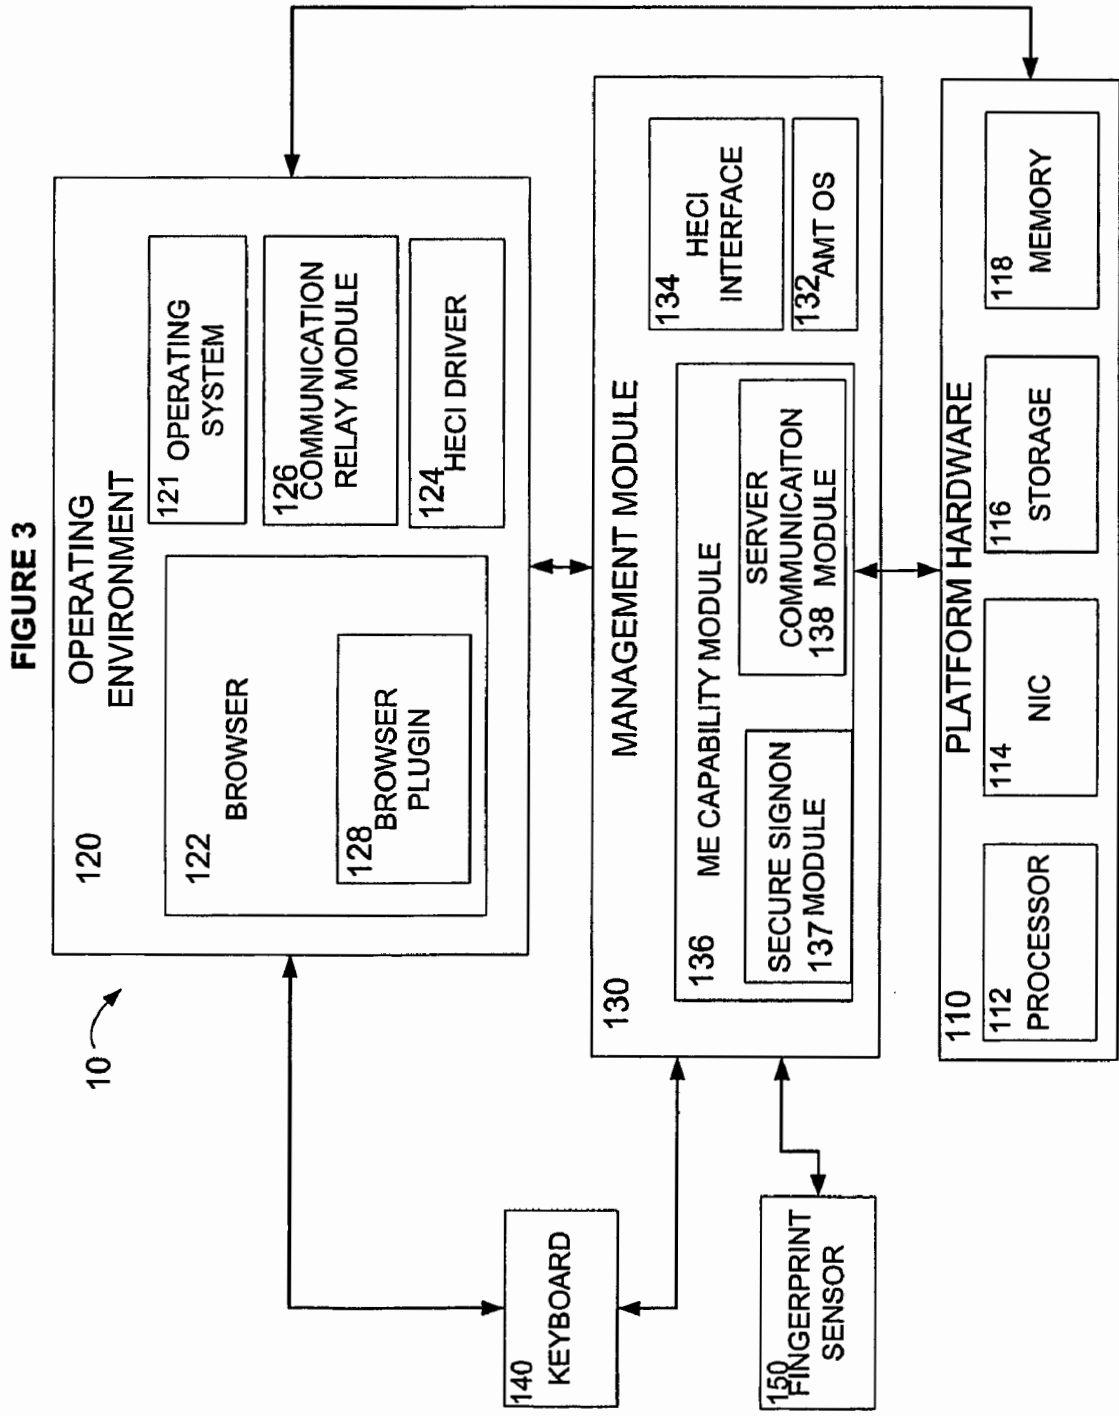 FIGURE 3
10
120
OPERATING
ENVIRONMENT
122
BROWSER
128
BROWSER
PLUGIN
121
OPERATING
SYSTEM
126
COMMUNICATION
RELAY MODULE
124
HECI DRIVER
130
MANAGEMENT MODULE
136
ME CAPABILITY MODULE
SECURE SIGNON
137 MODULE
SERVER
COMMUNICAITON
138 MODULE
134
HECI
INTERFACE
132
AMT OS
110
PLATFORM HARDWARE
112
PROCESSOR
114
NIC
116
STORAGE
118
MEMORY
140
KEYBOARD
150
FINGERPRINT
SENSOR